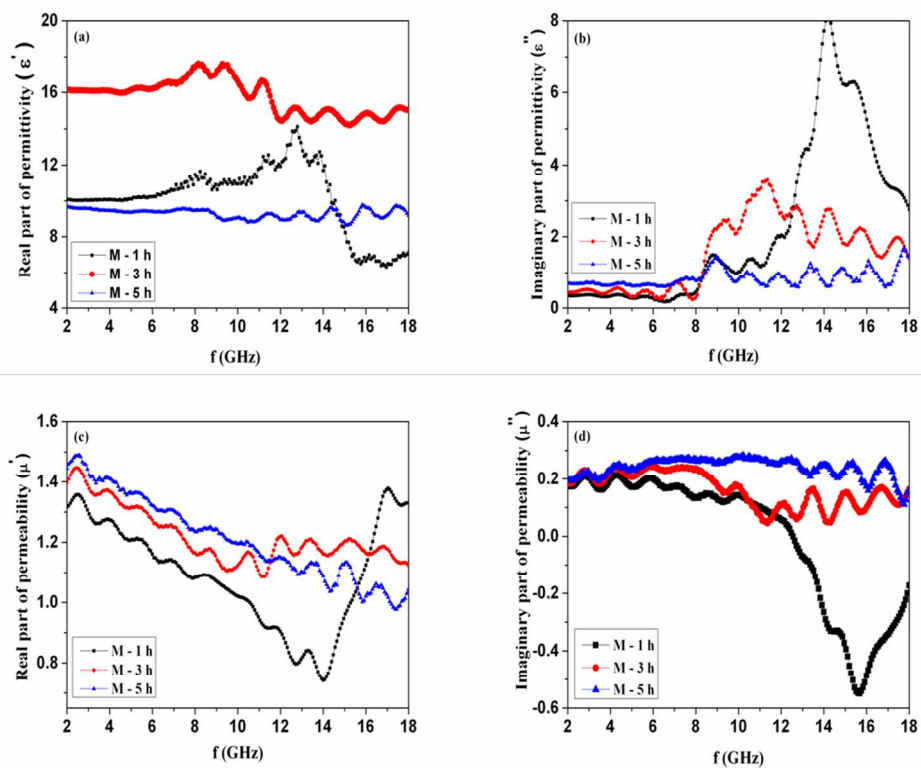 (a)
Real part of permittivity ( ε' )
20
16
12
8
4
M - 1 h
M - 3 h
M - 5 h
2 4 6 8 10 12 14 16 18
f (GHz)
(b)
Imaginary part of permittivity (ε'')
8
6
4
2
0
M - 1 h
M - 3 h
M - 5 h
2 4 6 8 10 12 14 16 18
f (GHz)
(c)
Real part of permeability (μ')
1.6
1.4
1.2
1.0
0.8
M - 1 h
M - 3 h
M - 5 h
2 4 6 8 10 12 14 16 18
f (GHz)
(d)
Imaginary part of permeability (μ'')
0.4
0.2
0.0
-0.2
-0.4
-0.6
M - 1 h
M - 3 h
M - 5 h
2 4 6 8 10 12 14 16 18
f (GHz)